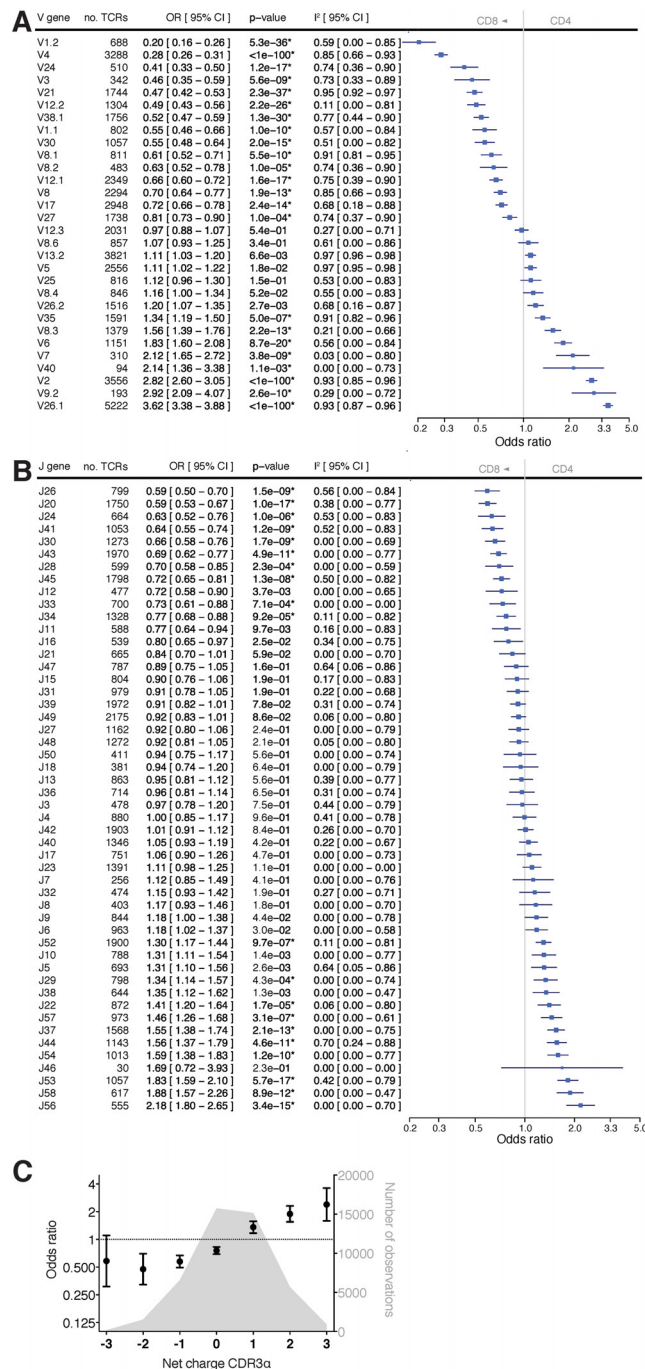 A
V gene no. TCRs OR [ 95% CI ] p-value I² [ 95% CI ] CD8 ◄ CD4
V1.2 688 0.20 [ 0.16 − 0.26 ] 5.3e−36* 0.59 [ 0.00 − 0.85 ]
V4 3288 0.28 [ 0.26 − 0.31 ] <1e−100* 0.85 [ 0.66 − 0.93 ]
V24 510 0.41 [ 0.33 − 0.50 ] 1.2e−17* 0.74 [ 0.36 − 0.90 ]
V3 342 0.46 [ 0.35 − 0.59 ] 5.6e−09* 0.73 [ 0.33 − 0.89 ]
V21 1744 0.47 [ 0.42 − 0.53 ] 2.3e−37* 0.95 [ 0.92 − 0.97 ]
V12.2 1304 0.49 [ 0.43 − 0.56 ] 2.2e−26* 0.11 [ 0.00 − 0.81 ]
V38.1 1756 0.52 [ 0.47 − 0.59 ] 1.3e−30* 0.77 [ 0.44 − 0.90 ]
V1.1 802 0.55 [ 0.46 − 0.66 ] 1.0e−10* 0.57 [ 0.00 − 0.84 ]
V30 1057 0.55 [ 0.48 − 0.64 ] 2.0e−15* 0.51 [ 0.00 − 0.82 ]
V8.1 811 0.61 [ 0.52 − 0.71 ] 5.5e−10* 0.91 [ 0.81 − 0.95 ]
V8.2 483 0.63 [ 0.52 − 0.78 ] 1.0e−05* 0.74 [ 0.36 − 0.90 ]
V12.1 2349 0.66 [ 0.60 − 0.72 ] 1.6e−17* 0.75 [ 0.39 − 0.90 ]
V8 2294 0.70 [ 0.64 − 0.77 ] 1.9e−13* 0.85 [ 0.66 − 0.93 ]
V17 2948 0.72 [ 0.66 − 0.78 ] 2.4e−14* 0.68 [ 0.18 − 0.88 ]
V27 1738 0.81 [ 0.73 − 0.90 ] 1.0e−04* 0.74 [ 0.37 − 0.90 ]
V12.3 2031 0.97 [ 0.88 − 1.07 ] 5.4e−01 0.27 [ 0.00 − 0.71 ]
V8.6 857 1.07 [ 0.93 − 1.25 ] 3.4e−01 0.61 [ 0.00 − 0.86 ]
V13.2 3821 1.11 [ 1.03 − 1.20 ] 6.6e−03 0.97 [ 0.96 − 0.98 ]
V5 2556 1.11 [ 1.02 − 1.22 ] 1.8e−02 0.97 [ 0.95 − 0.98 ]
V25 816 1.12 [ 0.96 − 1.30 ] 1.5e−01 0.53 [ 0.00 − 0.83 ]
V8.4 846 1.16 [ 1.00 − 1.34 ] 5.2e−02 0.55 [ 0.00 − 0.83 ]
V26.2 1516 1.20 [ 1.07 − 1.35 ] 2.7e−03 0.68 [ 0.16 − 0.87 ]
V35 1591 1.34 [ 1.19 − 1.50 ] 5.0e−07* 0.91 [ 0.82 − 0.96 ]
V8.3 1379 1.56 [ 1.39 − 1.76 ] 2.2e−13* 0.21 [ 0.00 − 0.66 ]
V6 1151 1.83 [ 1.60 − 2.08 ] 8.7e−20* 0.56 [ 0.00 − 0.84 ]
V7 310 2.12 [ 1.65 − 2.72 ] 3.8e−09* 0.03 [ 0.00 − 0.80 ]
V40 94 2.14 [ 1.36 − 3.38 ] 1.1e−03* 0.00 [ 0.00 − 0.73 ]
V2 3556 2.82 [ 2.60 − 3.05 ] <1e−100* 0.93 [ 0.85 − 0.96 ]
V9.2 193 2.92 [ 2.09 − 4.07 ] 2.6e−10* 0.29 [ 0.00 − 0.72 ]
V26.1 5222 3.62 [ 3.38 − 3.88 ] <1e−100* 0.93 [ 0.87 − 0.96 ]
0.2 0.3 0.5 1.0 2.0 3.3 5.0
Odds ratio
B
J gene no. TCRs OR [ 95% CI ] p−value I² [ 95% CI ] CD8 ◄ CD4
J26 799 0.59 [ 0.50 − 0.70 ] 1.5e−09* 0.56 [ 0.00 − 0.84 ]
J20 1750 0.59 [ 0.53 − 0.67 ] 1.0e−17* 0.38 [ 0.00 − 0.77 ]
J24 664 0.63 [ 0.52 − 0.76 ] 1.0e−06* 0.53 [ 0.00 − 0.83 ]
J41 1053 0.64 [ 0.55 − 0.74 ] 1.2e−09* 0.52 [ 0.00 − 0.83 ]
J30 1273 0.66 [ 0.58 − 0.76 ] 1.7e−09* 0.00 [ 0.00 − 0.69 ]
J43 1970 0.69 [ 0.62 − 0.77 ] 4.9e−11* 0.00 [ 0.00 − 0.77 ]
J28 599 0.70 [ 0.58 − 0.85 ] 2.3e−04* 0.00 [ 0.00 − 0.59 ]
J45 1798 0.72 [ 0.65 − 0.81 ] 1.3e−08* 0.50 [ 0.00 − 0.82 ]
J12 477 0.72 [ 0.58 − 0.90 ] 3.7e−03 0.00 [ 0.00 − 0.65 ]
J33 700 0.73 [ 0.61 − 0.88 ] 7.1e−04* 0.00 [ 0.00 − 0.00 ]
J34 1328 0.77 [ 0.68 − 0.88 ] 9.2e−05* 0.11 [ 0.00 − 0.82 ]
J11 588 0.77 [ 0.64 − 0.94 ] 9.7e−03 0.16 [ 0.00 − 0.83 ]
J16 539 0.80 [ 0.65 − 0.97 ] 2.5e−02 0.34 [ 0.00 − 0.75 ]
J21 665 0.84 [ 0.70 − 1.01 ] 5.9e−02 0.00 [ 0.00 − 0.70 ]
J47 787 0.89 [ 0.75 − 1.05 ] 1.6e−01 0.64 [ 0.06 − 0.86 ]
J15 804 0.90 [ 0.76 − 1.06 ] 1.9e−01 0.17 [ 0.00 − 0.83 ]
J31 979 0.91 [ 0.78 − 1.05 ] 1.9e−01 0.22 [ 0.00 − 0.68 ]
J39 1972 0.91 [ 0.82 − 1.01 ] 7.8e−02 0.31 [ 0.00 − 0.74 ]
J49 2175 0.92 [ 0.83 − 1.01 ] 8.6e−02 0.06 [ 0.00 − 0.80 ]
J27 1162 0.92 [ 0.80 − 1.06 ] 2.4e−01 0.00 [ 0.00 − 0.79 ]
J48 1272 0.92 [ 0.81 − 1.05 ] 2.1e−01 0.05 [ 0.00 − 0.80 ]
J50 411 0.94 [ 0.75 − 1.17 ] 5.6e−01 0.00 [ 0.00 − 0.74 ]
J18 381 0.94 [ 0.74 − 1.20 ] 6.4e−01 0.00 [ 0.00 − 0.79 ]
J13 863 0.95 [ 0.81 − 1.12 ] 5.6e−01 0.39 [ 0.00 − 0.77 ]
J36 714 0.96 [ 0.81 − 1.14 ] 6.5e−01 0.31 [ 0.00 − 0.74 ]
J3 478 0.97 [ 0.78 − 1.20 ] 7.5e−01 0.44 [ 0.00 − 0.79 ]
J4 880 1.00 [ 0.85 − 1.17 ] 9.6e−01 0.41 [ 0.00 − 0.78 ]
J42 1903 1.01 [ 0.91 − 1.12 ] 8.4e−01 0.26 [ 0.00 − 0.70 ]
J40 1346 1.05 [ 0.93 − 1.19 ] 4.2e−01 0.22 [ 0.00 − 0.67 ]
J17 751 1.06 [ 0.90 − 1.26 ] 4.7e−01 0.00 [ 0.00 − 0.73 ]
J23 1391 1.11 [ 0.98 − 1.25 ] 1.1e−01 0.00 [ 0.00 − 0.00 ]
J7 256 1.12 [ 0.85 − 1.49 ] 4.1e−01 0.00 [ 0.00 − 0.76 ]
J32 474 1.15 [ 0.93 − 1.42 ] 1.9e−01 0.27 [ 0.00 − 0.71 ]
J8 403 1.17 [ 0.93 − 1.46 ] 1.8e−01 0.00 [ 0.00 − 0.70 ]
J9 844 1.18 [ 1.00 − 1.38 ] 4.4e−02 0.00 [ 0.00 − 0.78 ]
J6 963 1.18 [ 1.02 − 1.37 ] 3.0e−02 0.00 [ 0.00 − 0.58 ]
J52 1900 1.30 [ 1.17 − 1.44 ] 9.7e−07* 0.11 [ 0.00 − 0.81 ]
J10 788 1.31 [ 1.11 − 1.54 ] 1.4e−03 0.00 [ 0.00 − 0.77 ]
J5 693 1.31 [ 1.10 − 1.56 ] 2.6e−03 0.64 [ 0.05 − 0.86 ]
J29 798 1.34 [ 1.14 − 1.57 ] 4.3e−04* 0.00 [ 0.00 − 0.74 ]
J38 644 1.35 [ 1.12 − 1.62 ] 1.3e−03 0.00 [ 0.00 − 0.47 ]
J22 872 1.41 [ 1.20 − 1.64 ] 1.7e−05* 0.06 [ 0.00 − 0.80 ]
J57 973 1.46 [ 1.26 − 1.68 ] 3.1e−07* 0.00 [ 0.00 − 0.61 ]
J37 1568 1.55 [ 1.38 − 1.74 ] 2.1e−13* 0.00 [ 0.00 − 0.75 ]
J44 1143 1.56 [ 1.37 − 1.79 ] 4.6e−11* 0.70 [ 0.24 − 0.88 ]
J54 1013 1.59 [ 1.38 − 1.83 ] 1.2e−10* 0.00 [ 0.00 − 0.77 ]
J46 30 1.69 [ 0.72 − 3.93 ] 2.3e−01 0.00 [ 0.00 − 0.00 ]
J53 1057 1.83 [ 1.59 − 2.10 ] 5.7e−17* 0.42 [ 0.00 − 0.79 ]
J58 617 1.88 [ 1.57 − 2.26 ] 8.9e−12* 0.00 [ 0.00 − 0.47 ]
J56 555 2.18 [ 1.80 − 2.65 ] 3.4e−15* 0.00 [ 0.00 − 0.70 ]
0.2 0.3 0.5 1.0 2.0 3.3 5.0
Odds ratio
C
Odds ratio
4
2
1
0.500
0.250
0.125
-3 -2 -1 0 1 2 3
Net charge CDR3α
20000
15000
10000
5000
0
Number of observations